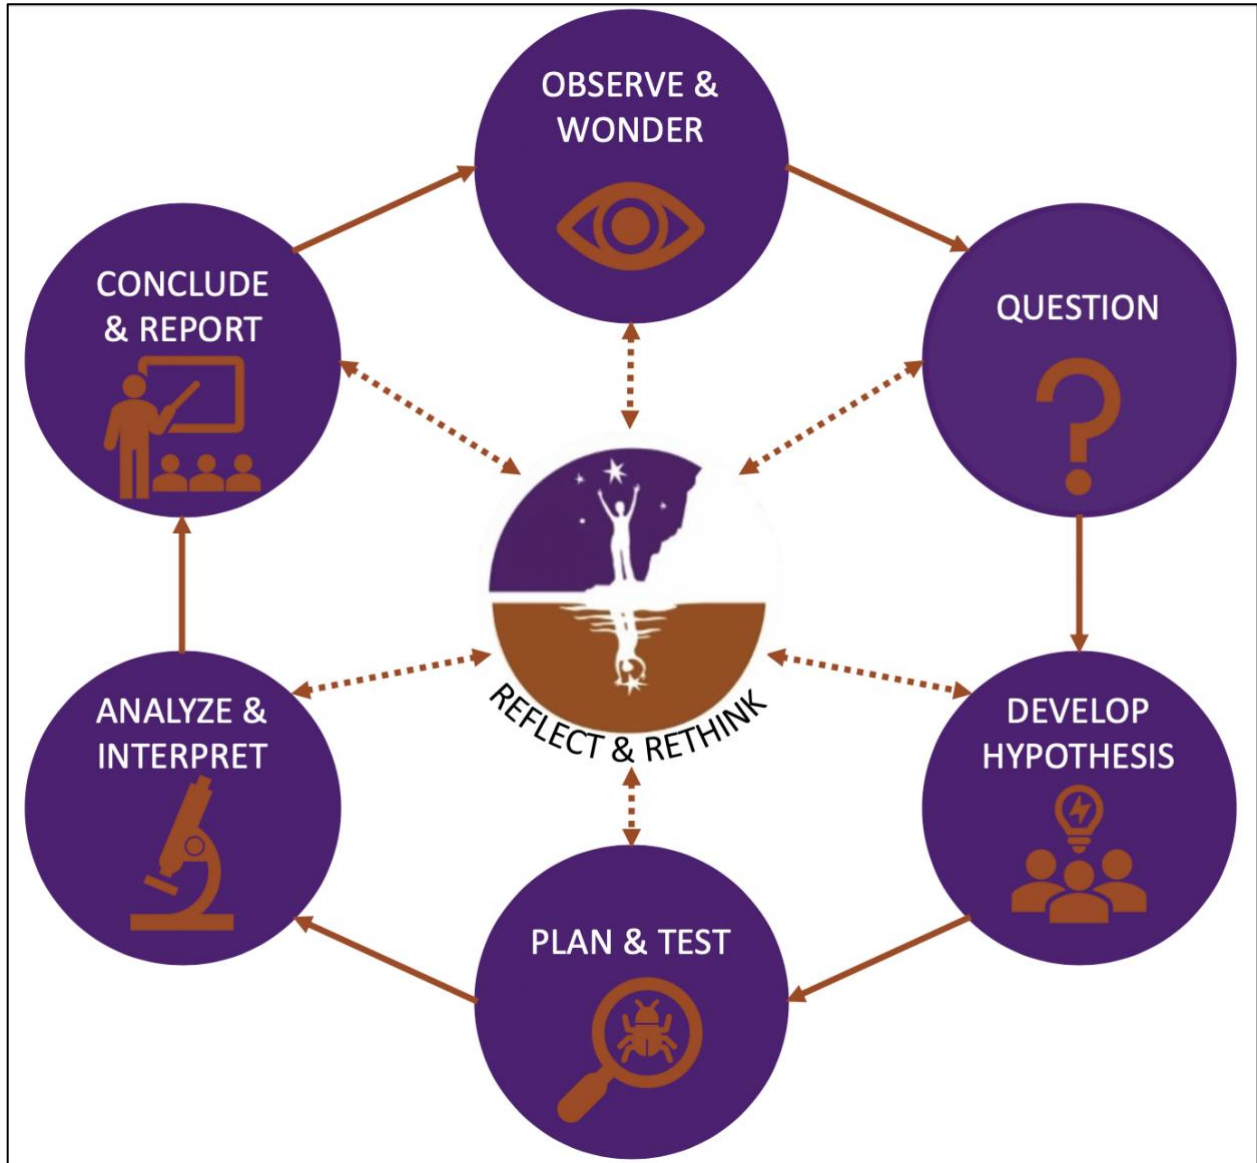 OBSERVE &
WONDER
QUESTION
DEVELOP
HYPOTHESIS
PLAN & TEST
ANALYZE &
INTERPRET
CONCLUDE
& REPORT
REFLECT & RETHINK